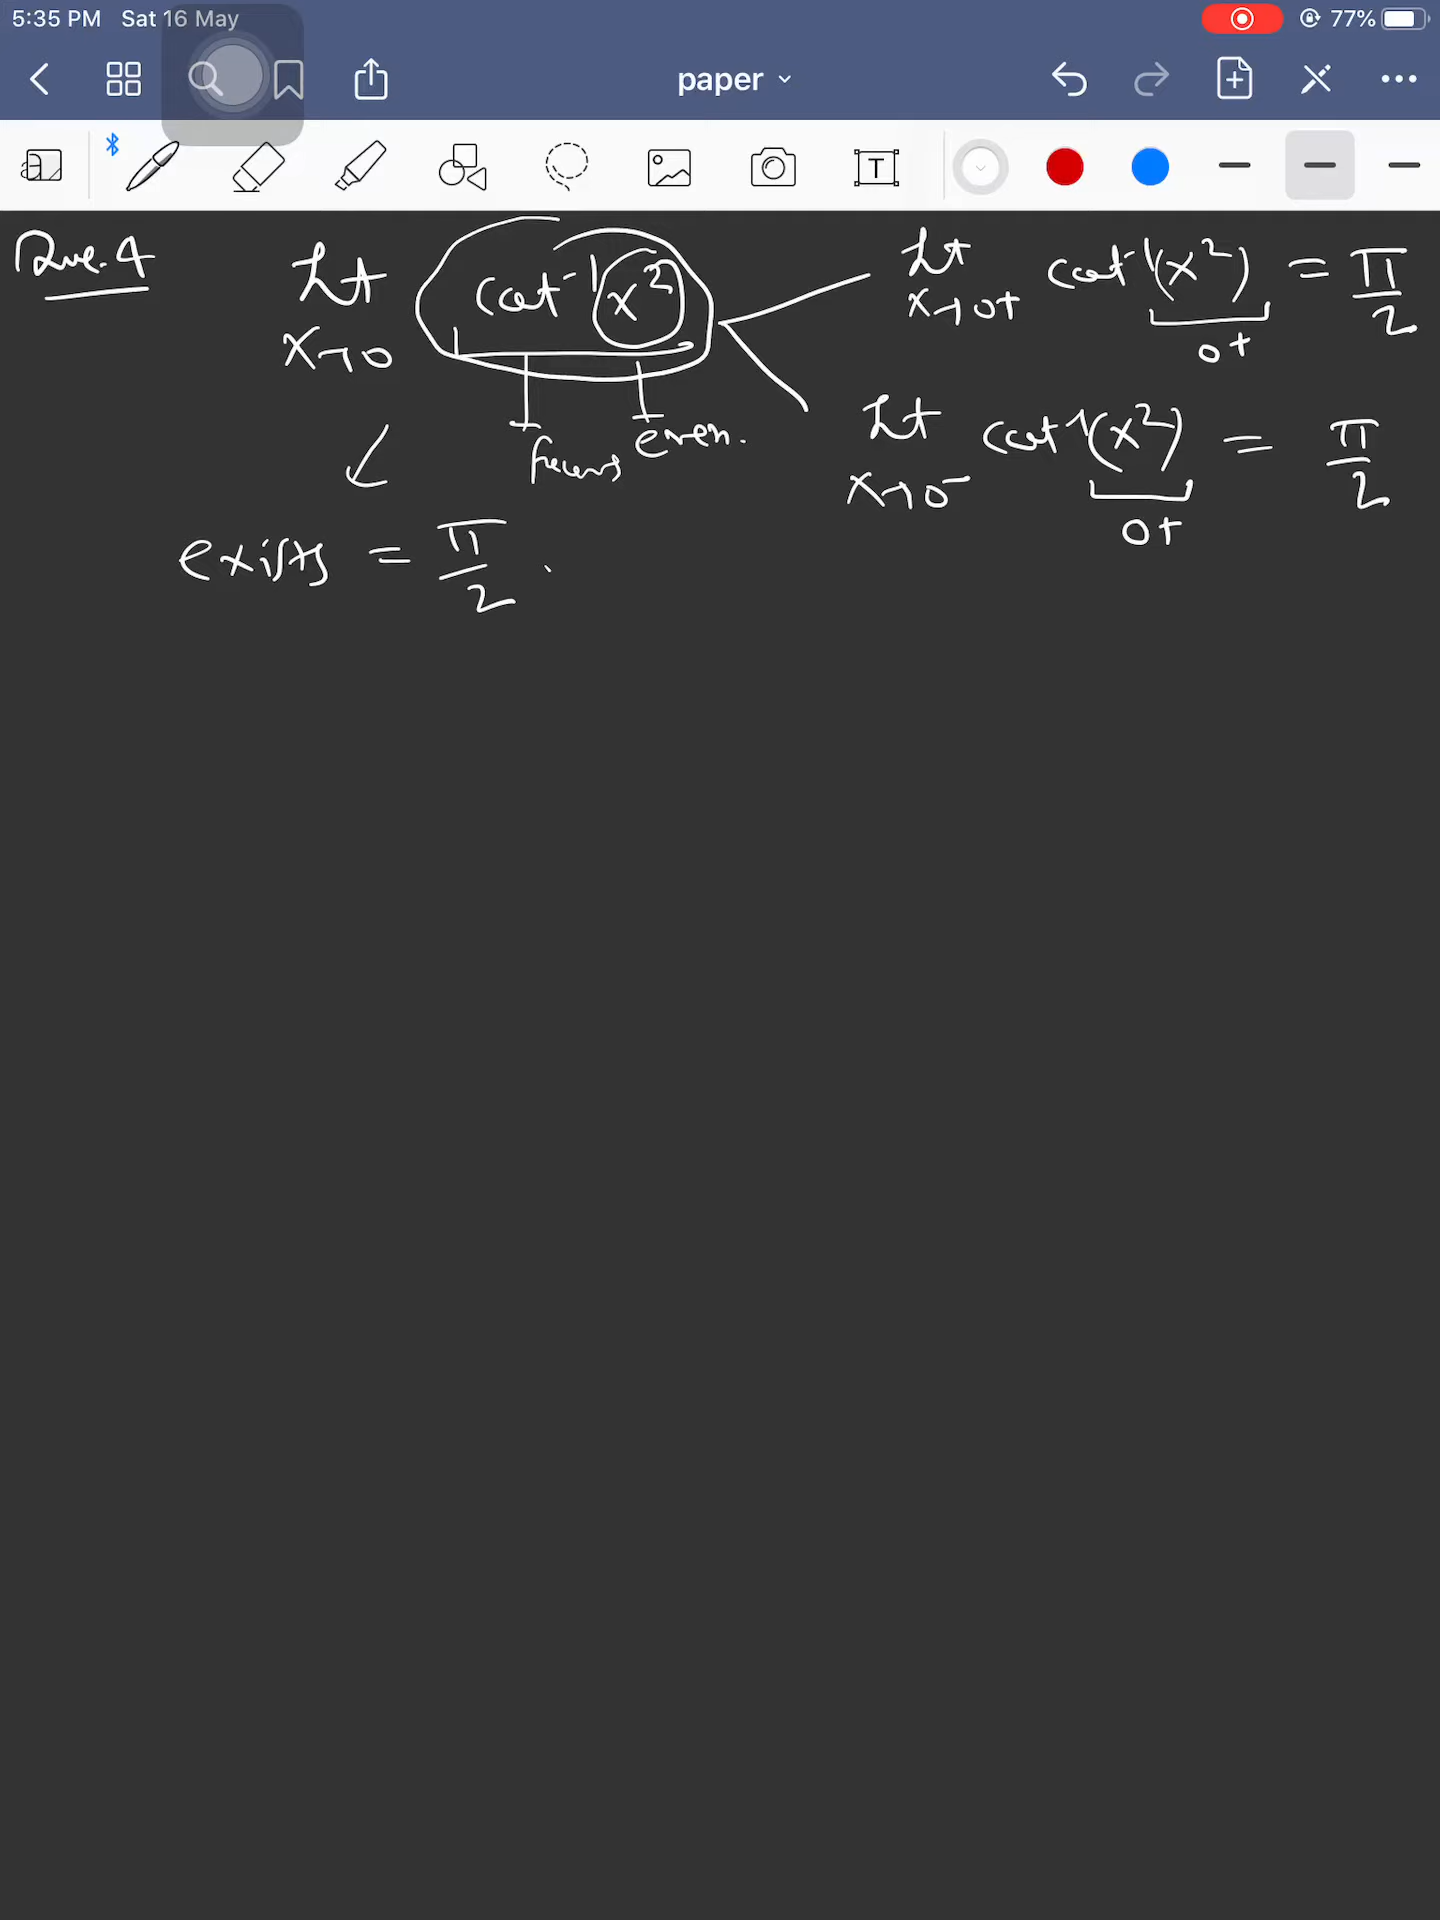 5:35 PM Sat 16 May 77%
paper
Que. 4
Lt x→0 cot⁻¹(x²)
Lt x→0+ cot⁻¹(x²) = π/2
0+
even.
Lt x→0⁻ cot⁻¹(x²) = π/2
0+
exists = π/2 .